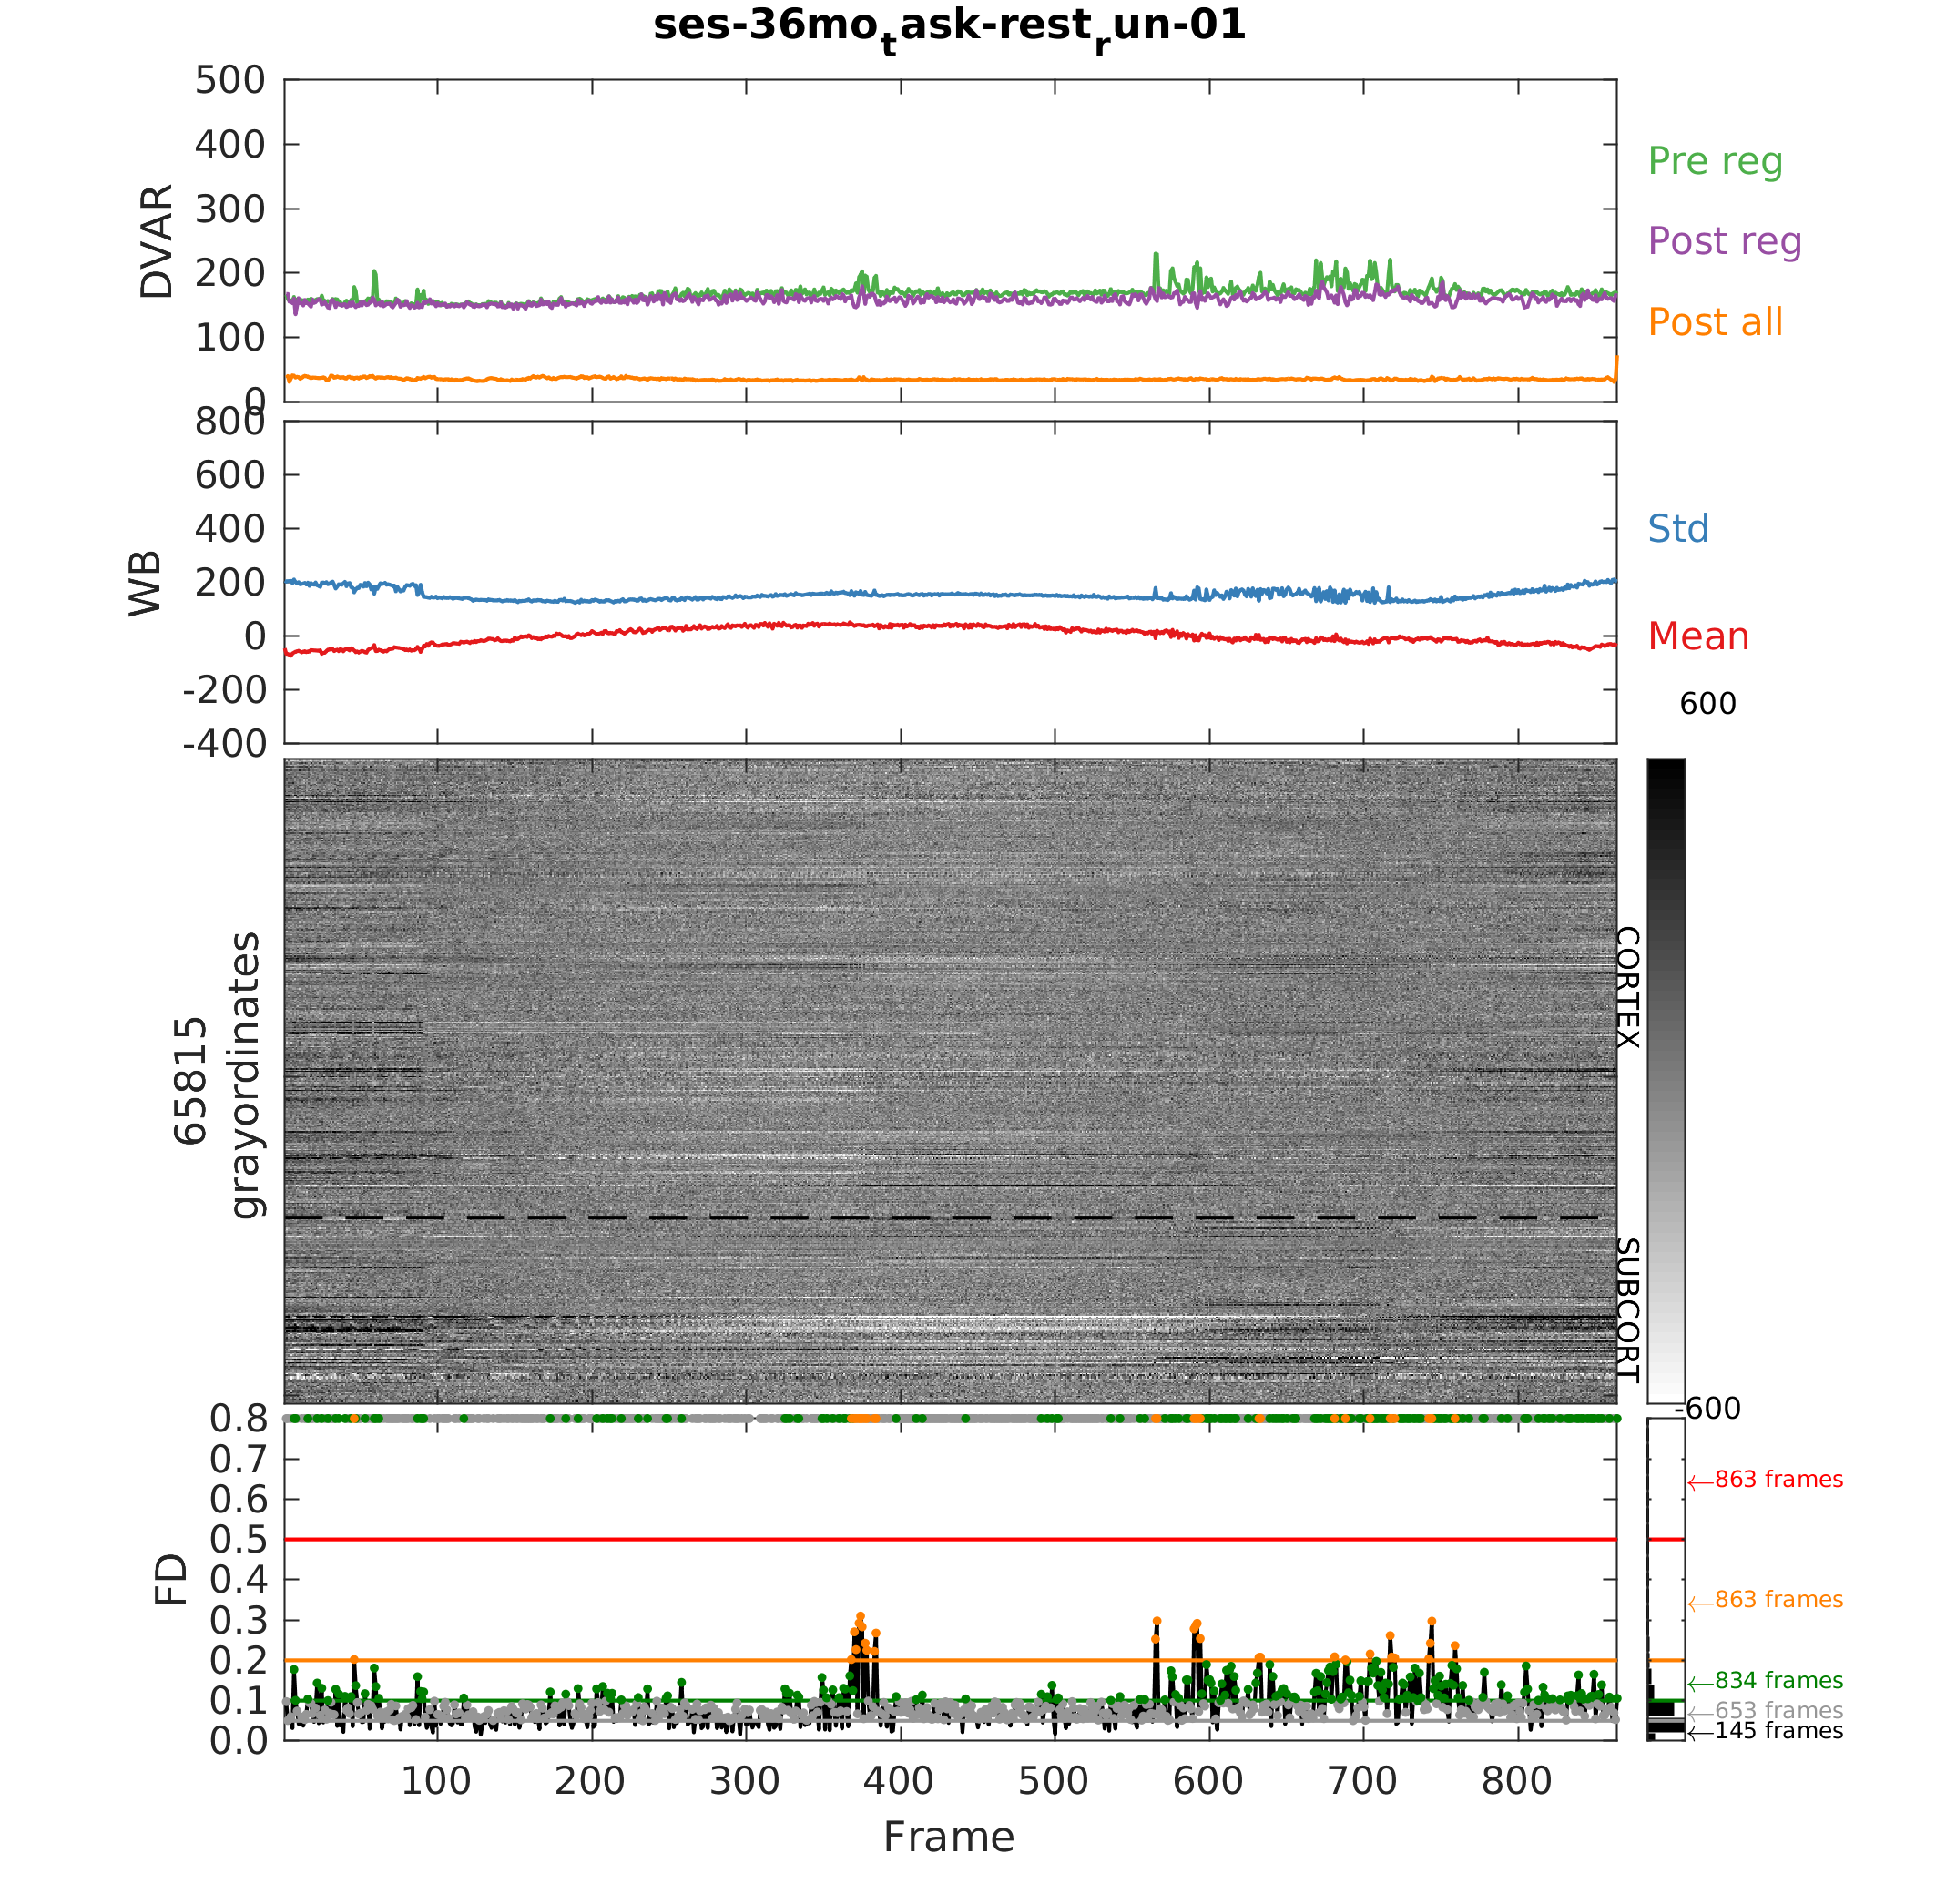 ses-36mo_task-rest_run-01
500
400
300
200
100
0
DVAR
Pre reg
Post reg
Post all
800
600
400
200
0
-200
-400
WB
Std
Mean
600
65815
grayordinates
CORTEX
SUBCORT
-600
0.8
0.7
0.6
0.5
0.4
0.3
0.2
0.1
0.0
FD
←863 frames
←863 frames
←834 frames
←653 frames
←145 frames
100 200 300 400 500 600 700 800
Frame